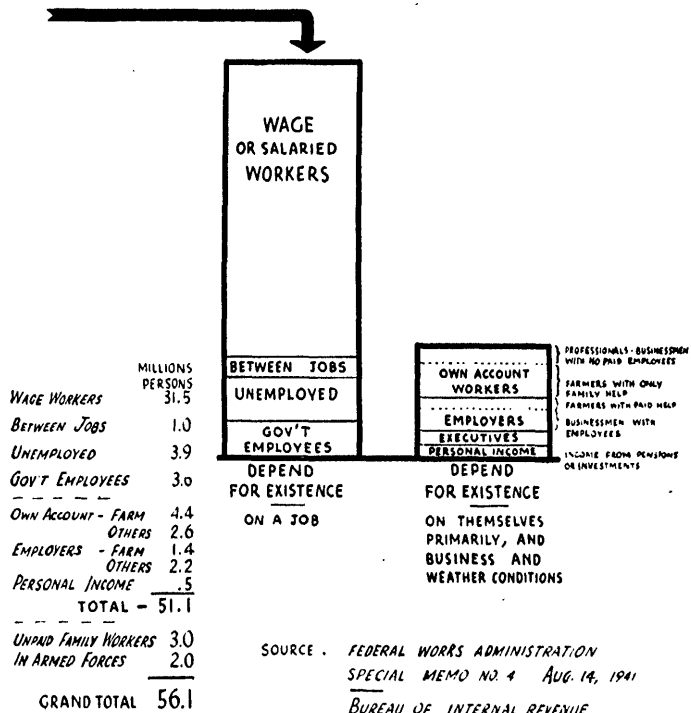 WAGE
OR SALARIED
WORKERS
BETWEEN JOBS
UNEMPLOYED
GOV'T
EMPLOYEES
DEPEND
FOR EXISTENCE
ON A JOB
OWN ACCOUNT
WORKERS
EMPLOYERS
EXECUTIVES
PERSONAL INCOME
DEPEND
FOR EXISTENCE
ON THEMSELVES
PRIMARILY, AND
BUSINESS AND
WEATHER CONDITIONS
PROFESSIONALS - BUSINESSMEN
WITH NO PAID EMPLOYEES
FARMERS WITH ONLY
FAMILY HELP
FARMERS WITH PAID HELP
BUSINESSMEN WITH
EMPLOYEES
INCOME FROM PENSIONS
OR INVESTMENTS
MILLIONS
PERSONS
WAGE WORKERS 31.5
BETWEEN JOBS 1.0
UNEMPLOYED 3.9
GOV'T EMPLOYEES 3.6
OWN ACCOUNT - FARM 4.4
OTHERS 2.6
EMPLOYERS - FARM 1.4
OTHERS 2.2
PERSONAL INCOME .5
TOTAL - 51.1
UNPAID FAMILY WORKERS 3.0
IN ARMED FORCES 2.0
GRAND TOTAL 56.1
SOURCE . FEDERAL WORKS ADMINISTRATION
SPECIAL MEMO NO. 4 AUG. 14, 1941
BUREAU OF INTERNAL REVENUE